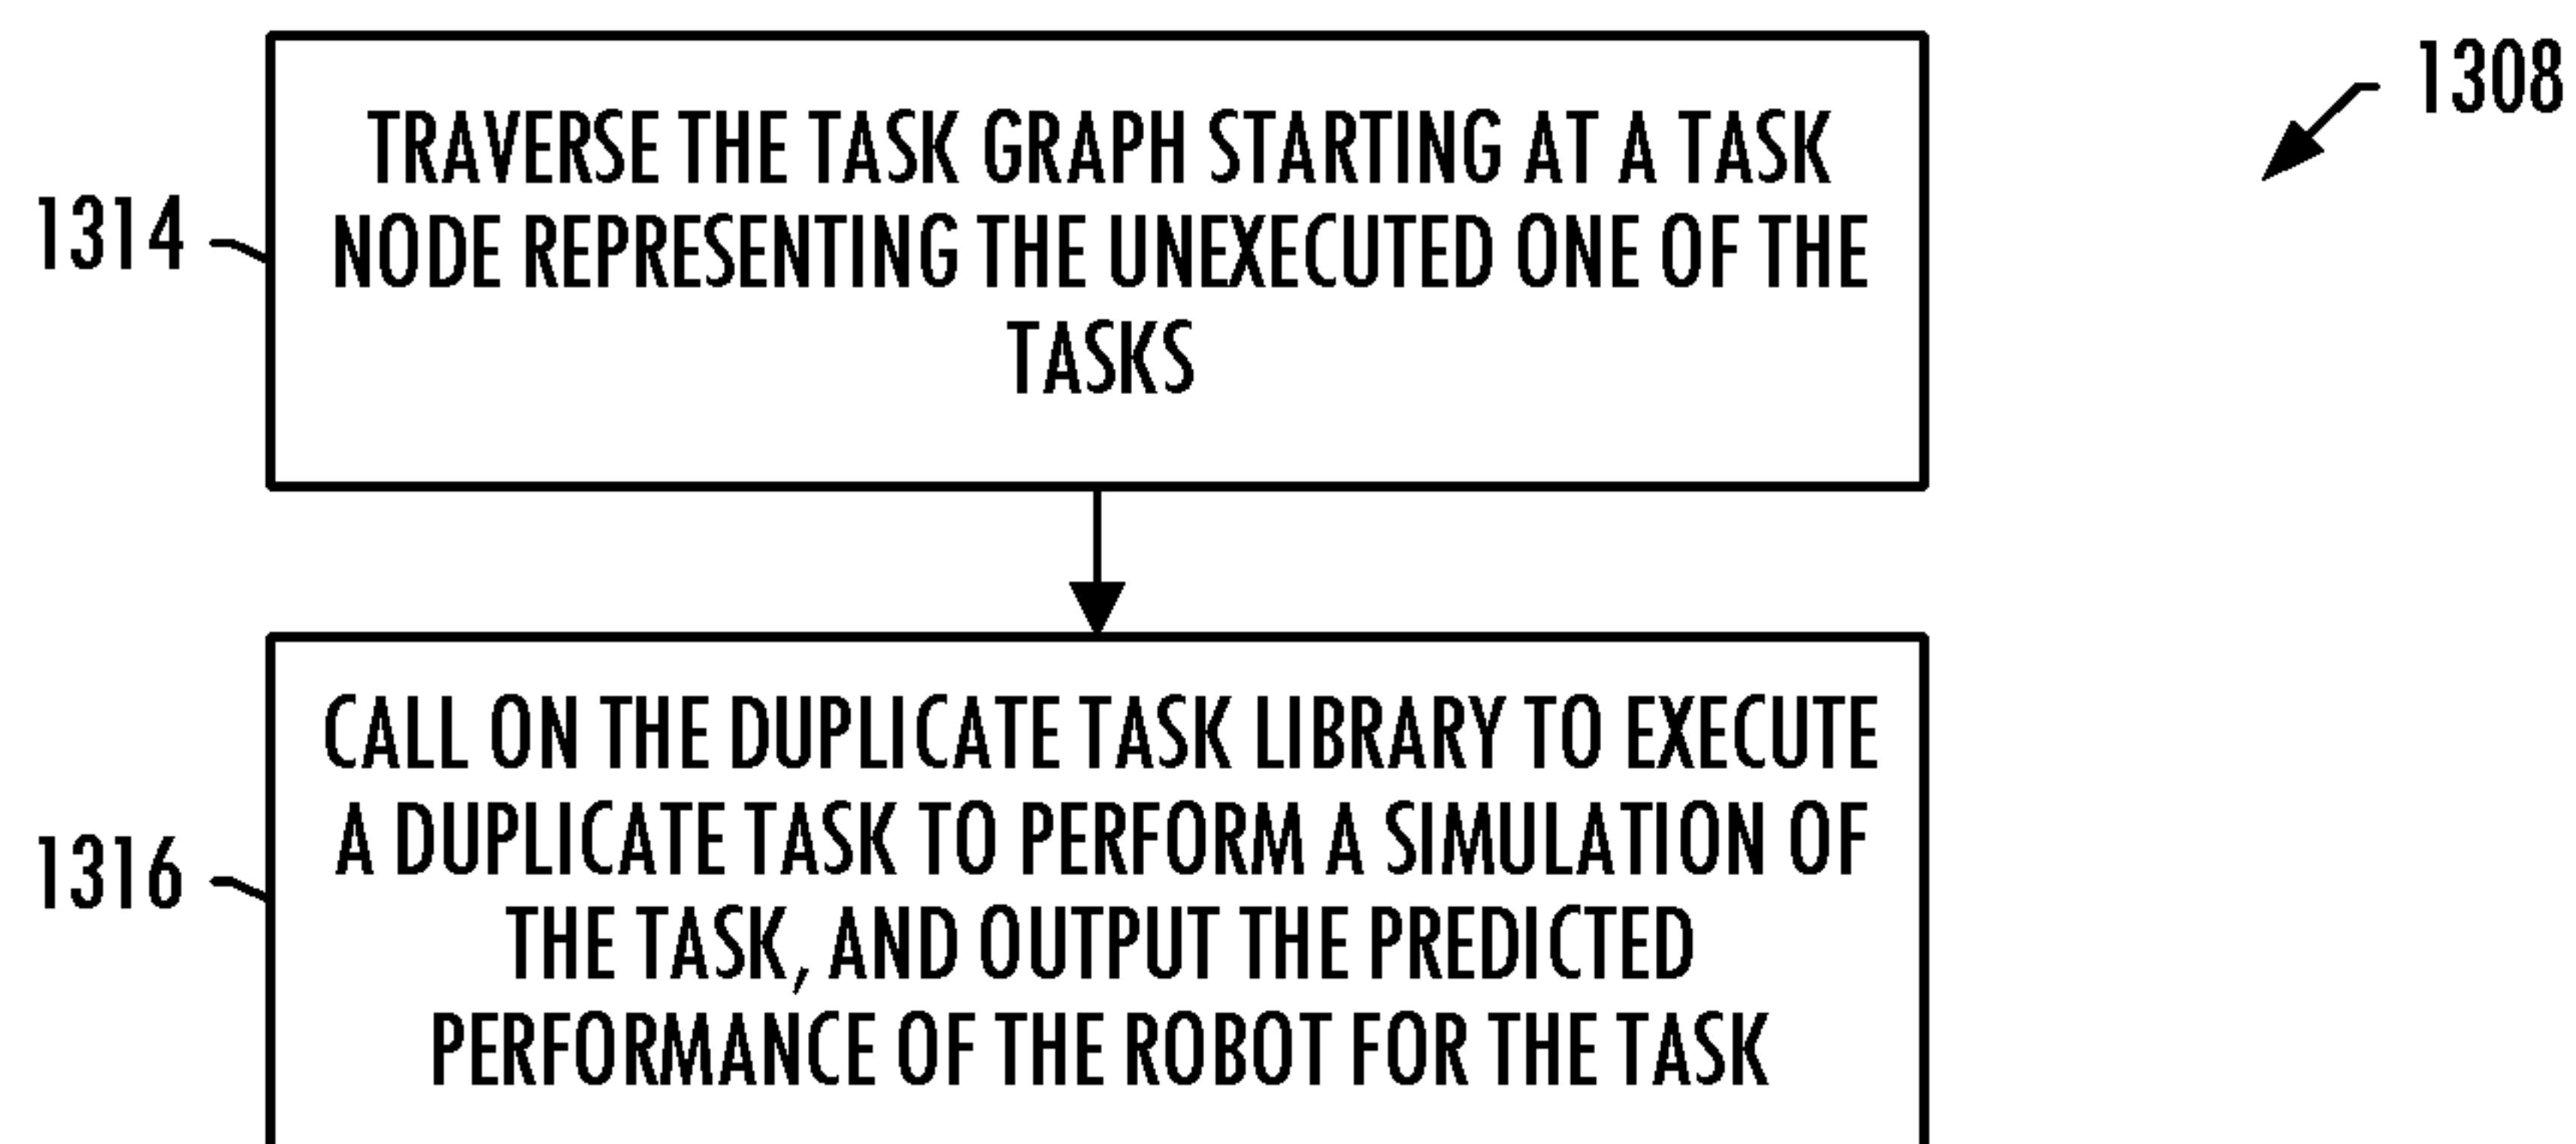 1308
TRAVERSE THE TASK GRAPH STARTING AT A TASK
1314
NODE REPRESENTING THE UNEXECUTED ONE OF THE
TASKS
CALL ON THE DUPLICATE TASK LIBRARY TO EXECUTE
1316
A DUPLICATE TASK TO PERFORM A SIMULATION OF
THE TASK, AND OUTPUT THE PREDICTED
PERFORMANCE OF THE ROBOT FOR THE TASK